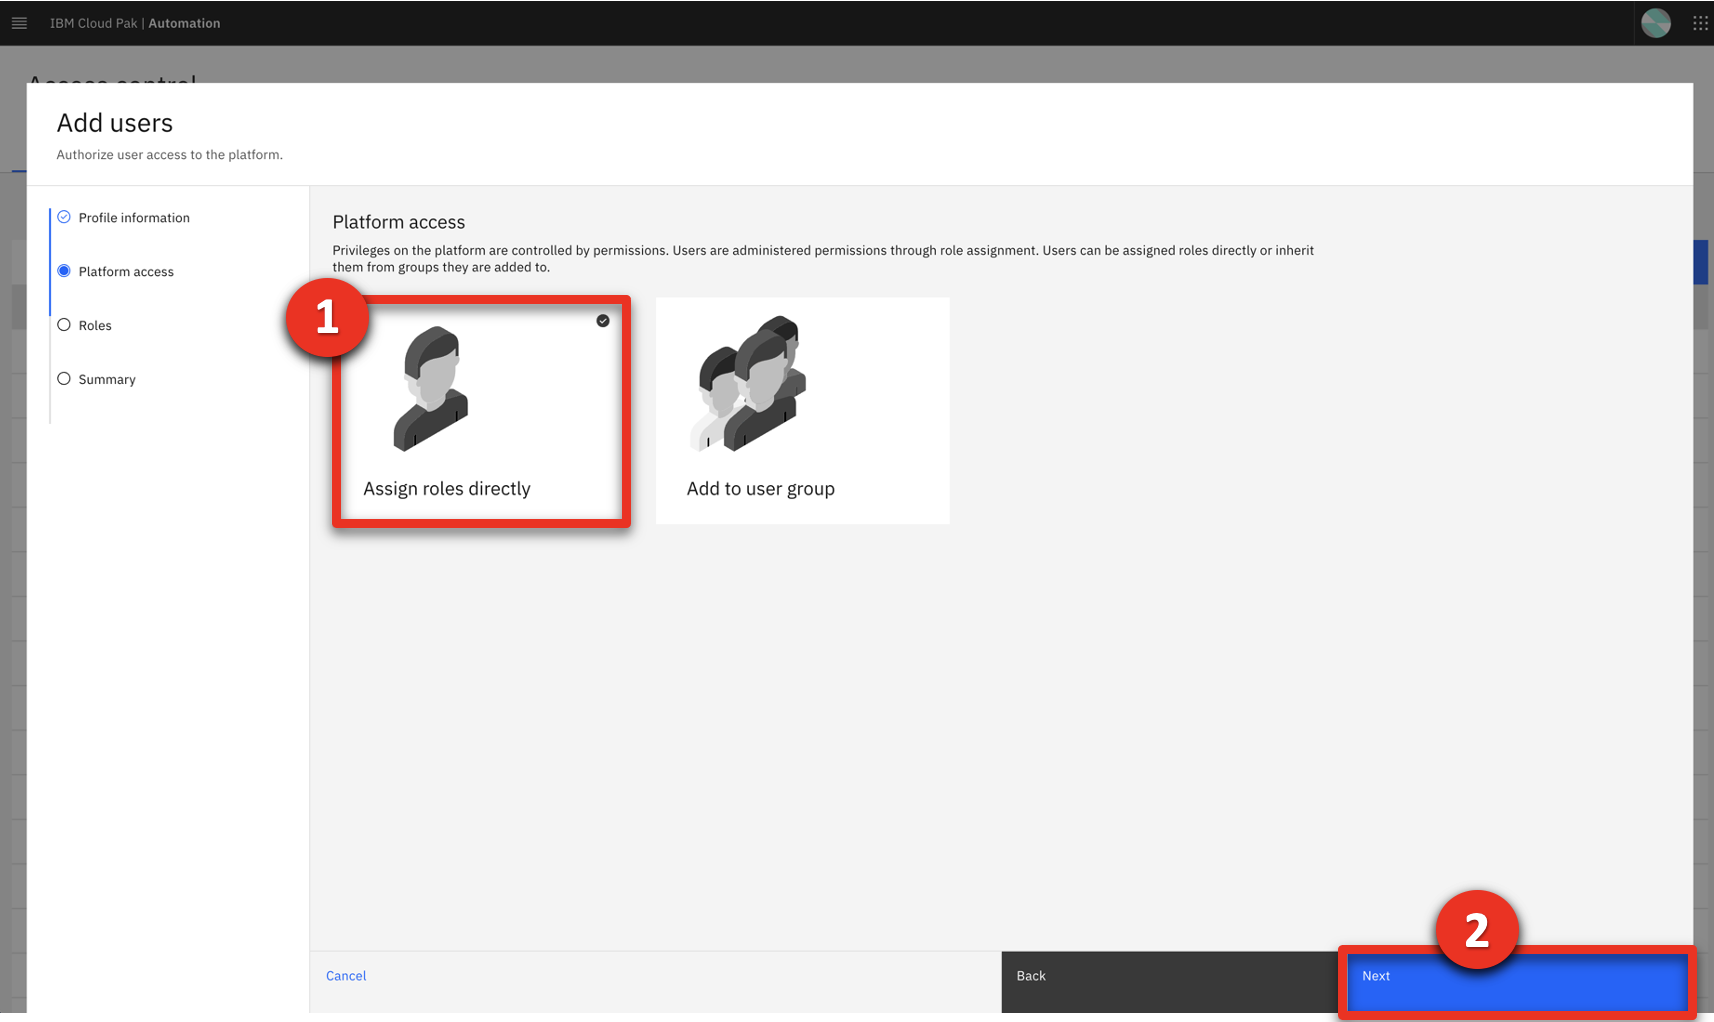 IBM Cloud Pak | Automation
Access control
Add users
Authorize user access to the platform.
Profile information
Platform access
Roles
Summary
Platform access
Privileges on the platform are controlled by permissions. Users are administered permissions through role assignment. Users can be assigned roles directly or inherit
them from groups they are added to.
1
Assign roles directly
Add to user group
2
Cancel
Back
Next